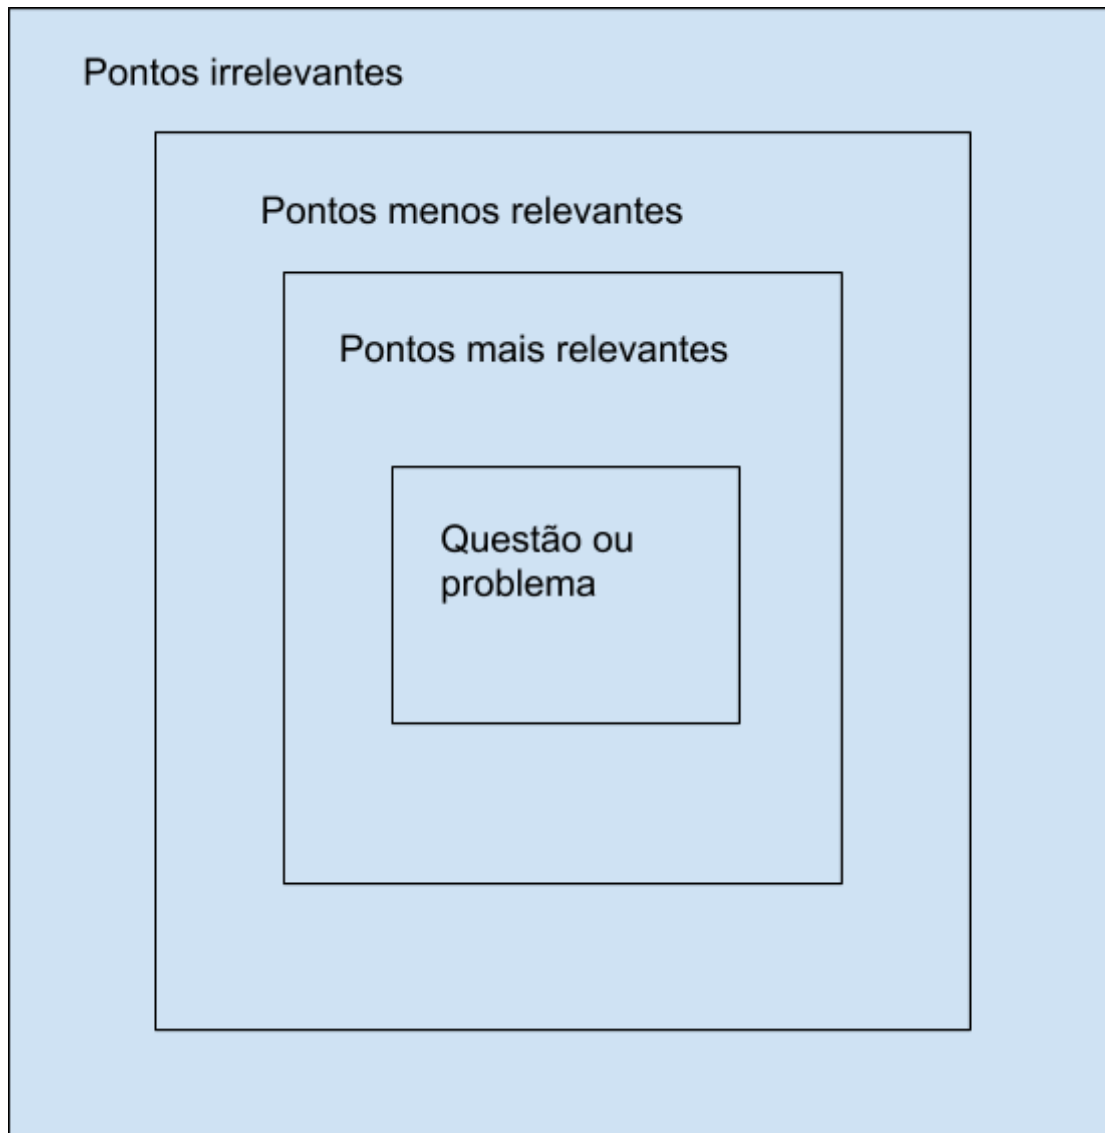 Pontos irrelevantes
Pontos menos relevantes
Pontos mais relevantes
Questão ou
problema